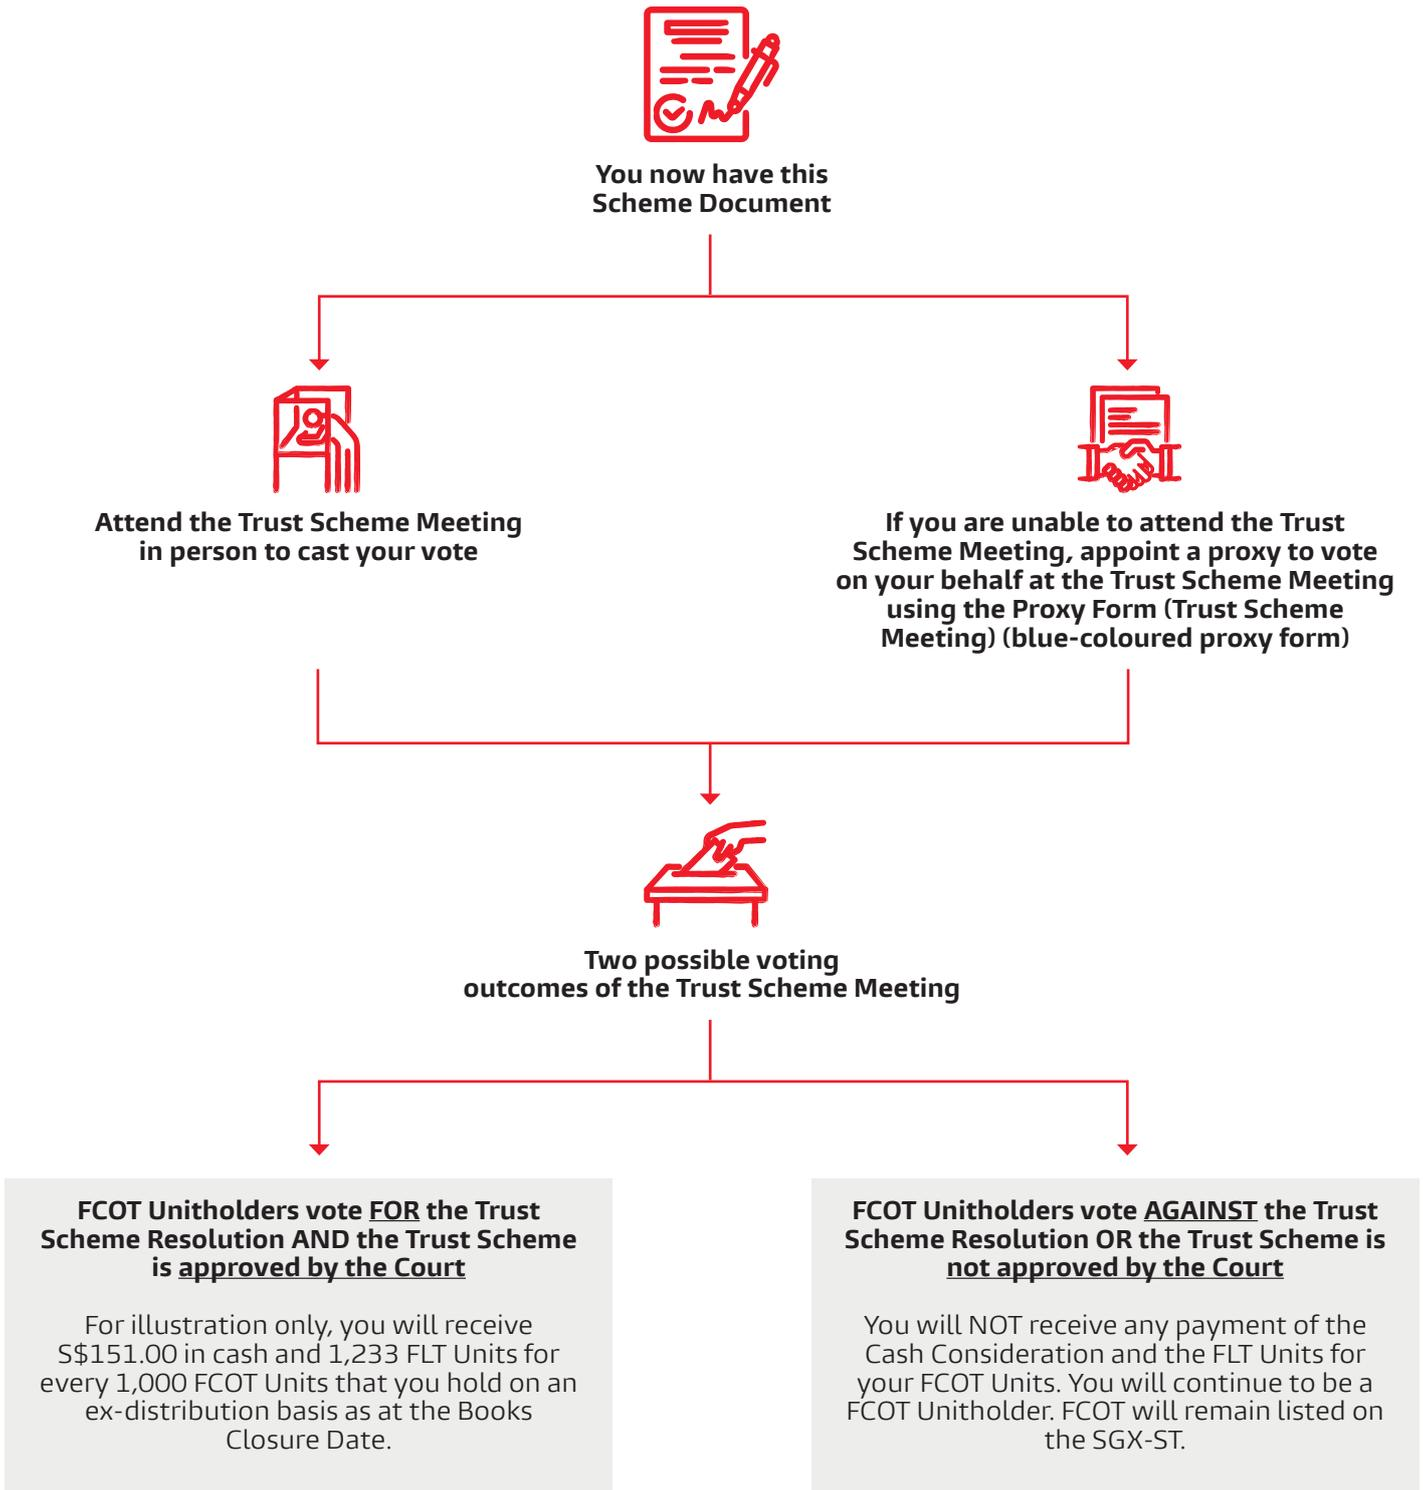 You now have this
Scheme Document
Attend the Trust Scheme Meeting
in person to cast your vote
If you are unable to attend the Trust
Scheme Meeting, appoint a proxy to vote
on your behalf at the Trust Scheme Meeting
using the Proxy Form (Trust Scheme
Meeting) (blue-coloured proxy form)
Two possible voting
outcomes of the Trust Scheme Meeting
FCOT Unitholders vote FOR the Trust
Scheme Resolution AND the Trust Scheme
is approved by the Court
For illustration only, you will receive
S$151.00 in cash and 1,233 FLT Units for
every 1,000 FCOT Units that you hold on an
ex-distribution basis as at the Books
Closure Date.
FCOT Unitholders vote AGAINST the Trust
Scheme Resolution OR the Trust Scheme is
not approved by the Court
You will NOT receive any payment of the
Cash Consideration and the FLT Units for
your FCOT Units. You will continue to be a
FCOT Unitholder. FCOT will remain listed on
the SGX-ST.